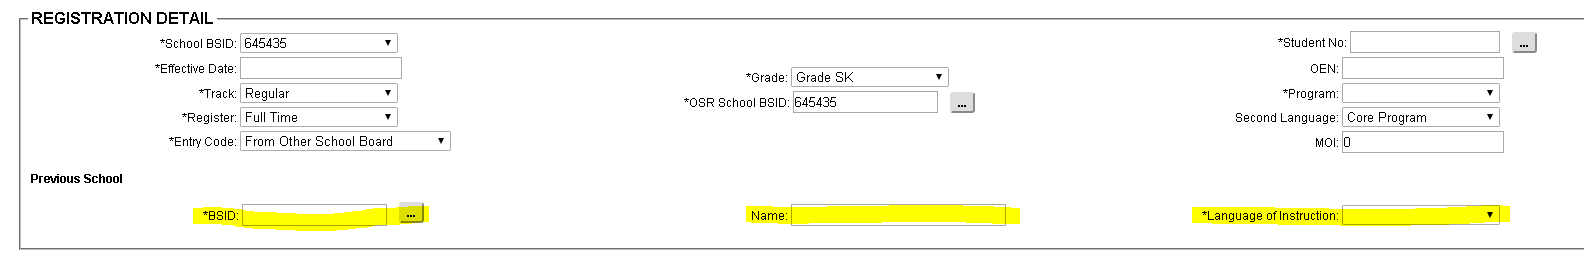 REGISTRATION DETAIL
*School BSID: 645435
*Effective Date:
*Track: Regular
*Register: Full Time
*Entry Code: From Other School Board
*Grade: Grade SK
*OSR School BSID: 645435 ...
*Student No: ...
OEN:
*Program:
Second Language: Core Program
MOI: 0
Previous School
*BSID: ... Name: *Language of Instruction: